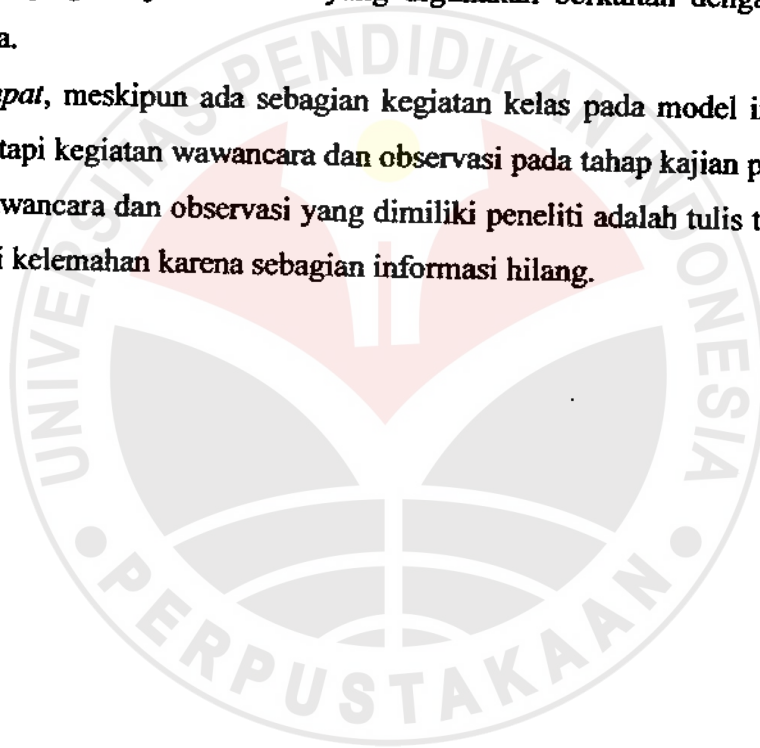 a.
pat, meskipun ada sebagian kegiatan kelas pada model i
tapi kegiatan wawancara dan observasi pada tahap kajian p
wancara dan observasi yang dimiliki peneliti adalah tulis t
i kelemahan karena sebagian informasi hilang.
UNIVERSITAS PENDIDIKAN INDONESIA
PERPUSTAKAAN